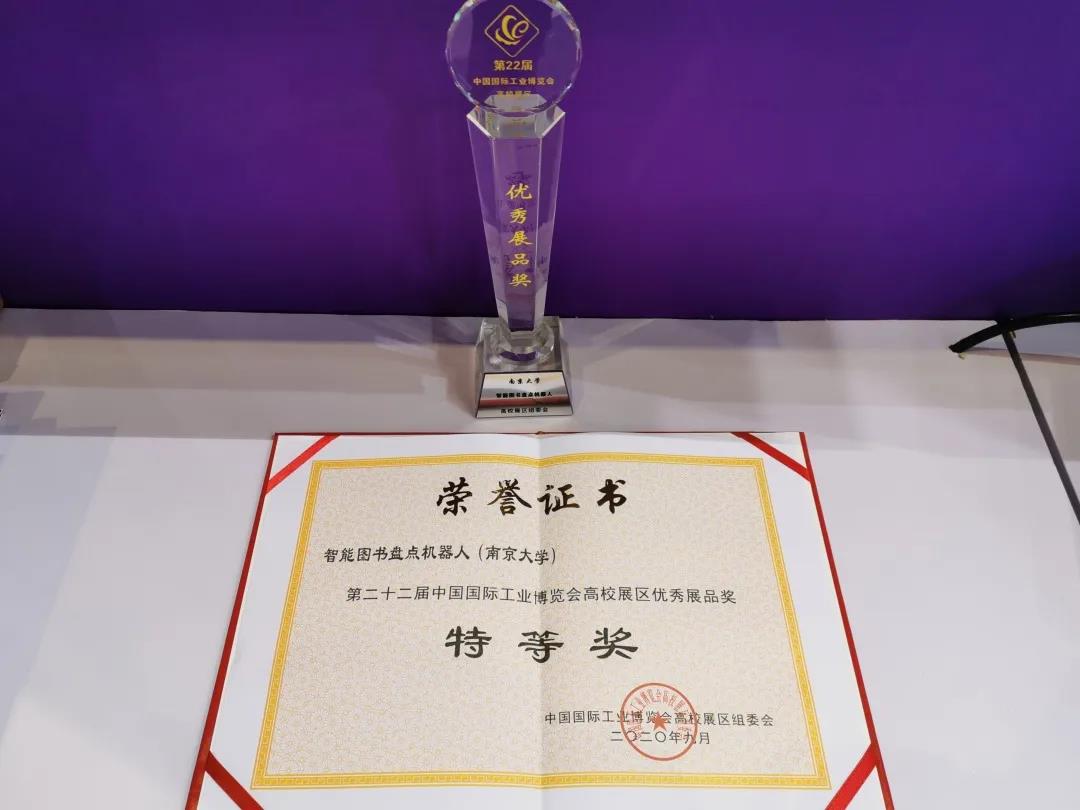 第22届
中国国际工业博览会
高校展区
优秀展品奖
南京大学
智能图书盘点机器人
高校展区组委会
荣誉证书
智能图书盘点机器人（南京大学）
第二十二届中国国际工业博览会高校展区优秀展品奖
特等奖
中国国际工业博览会高校展区组委会
二〇二〇年九月